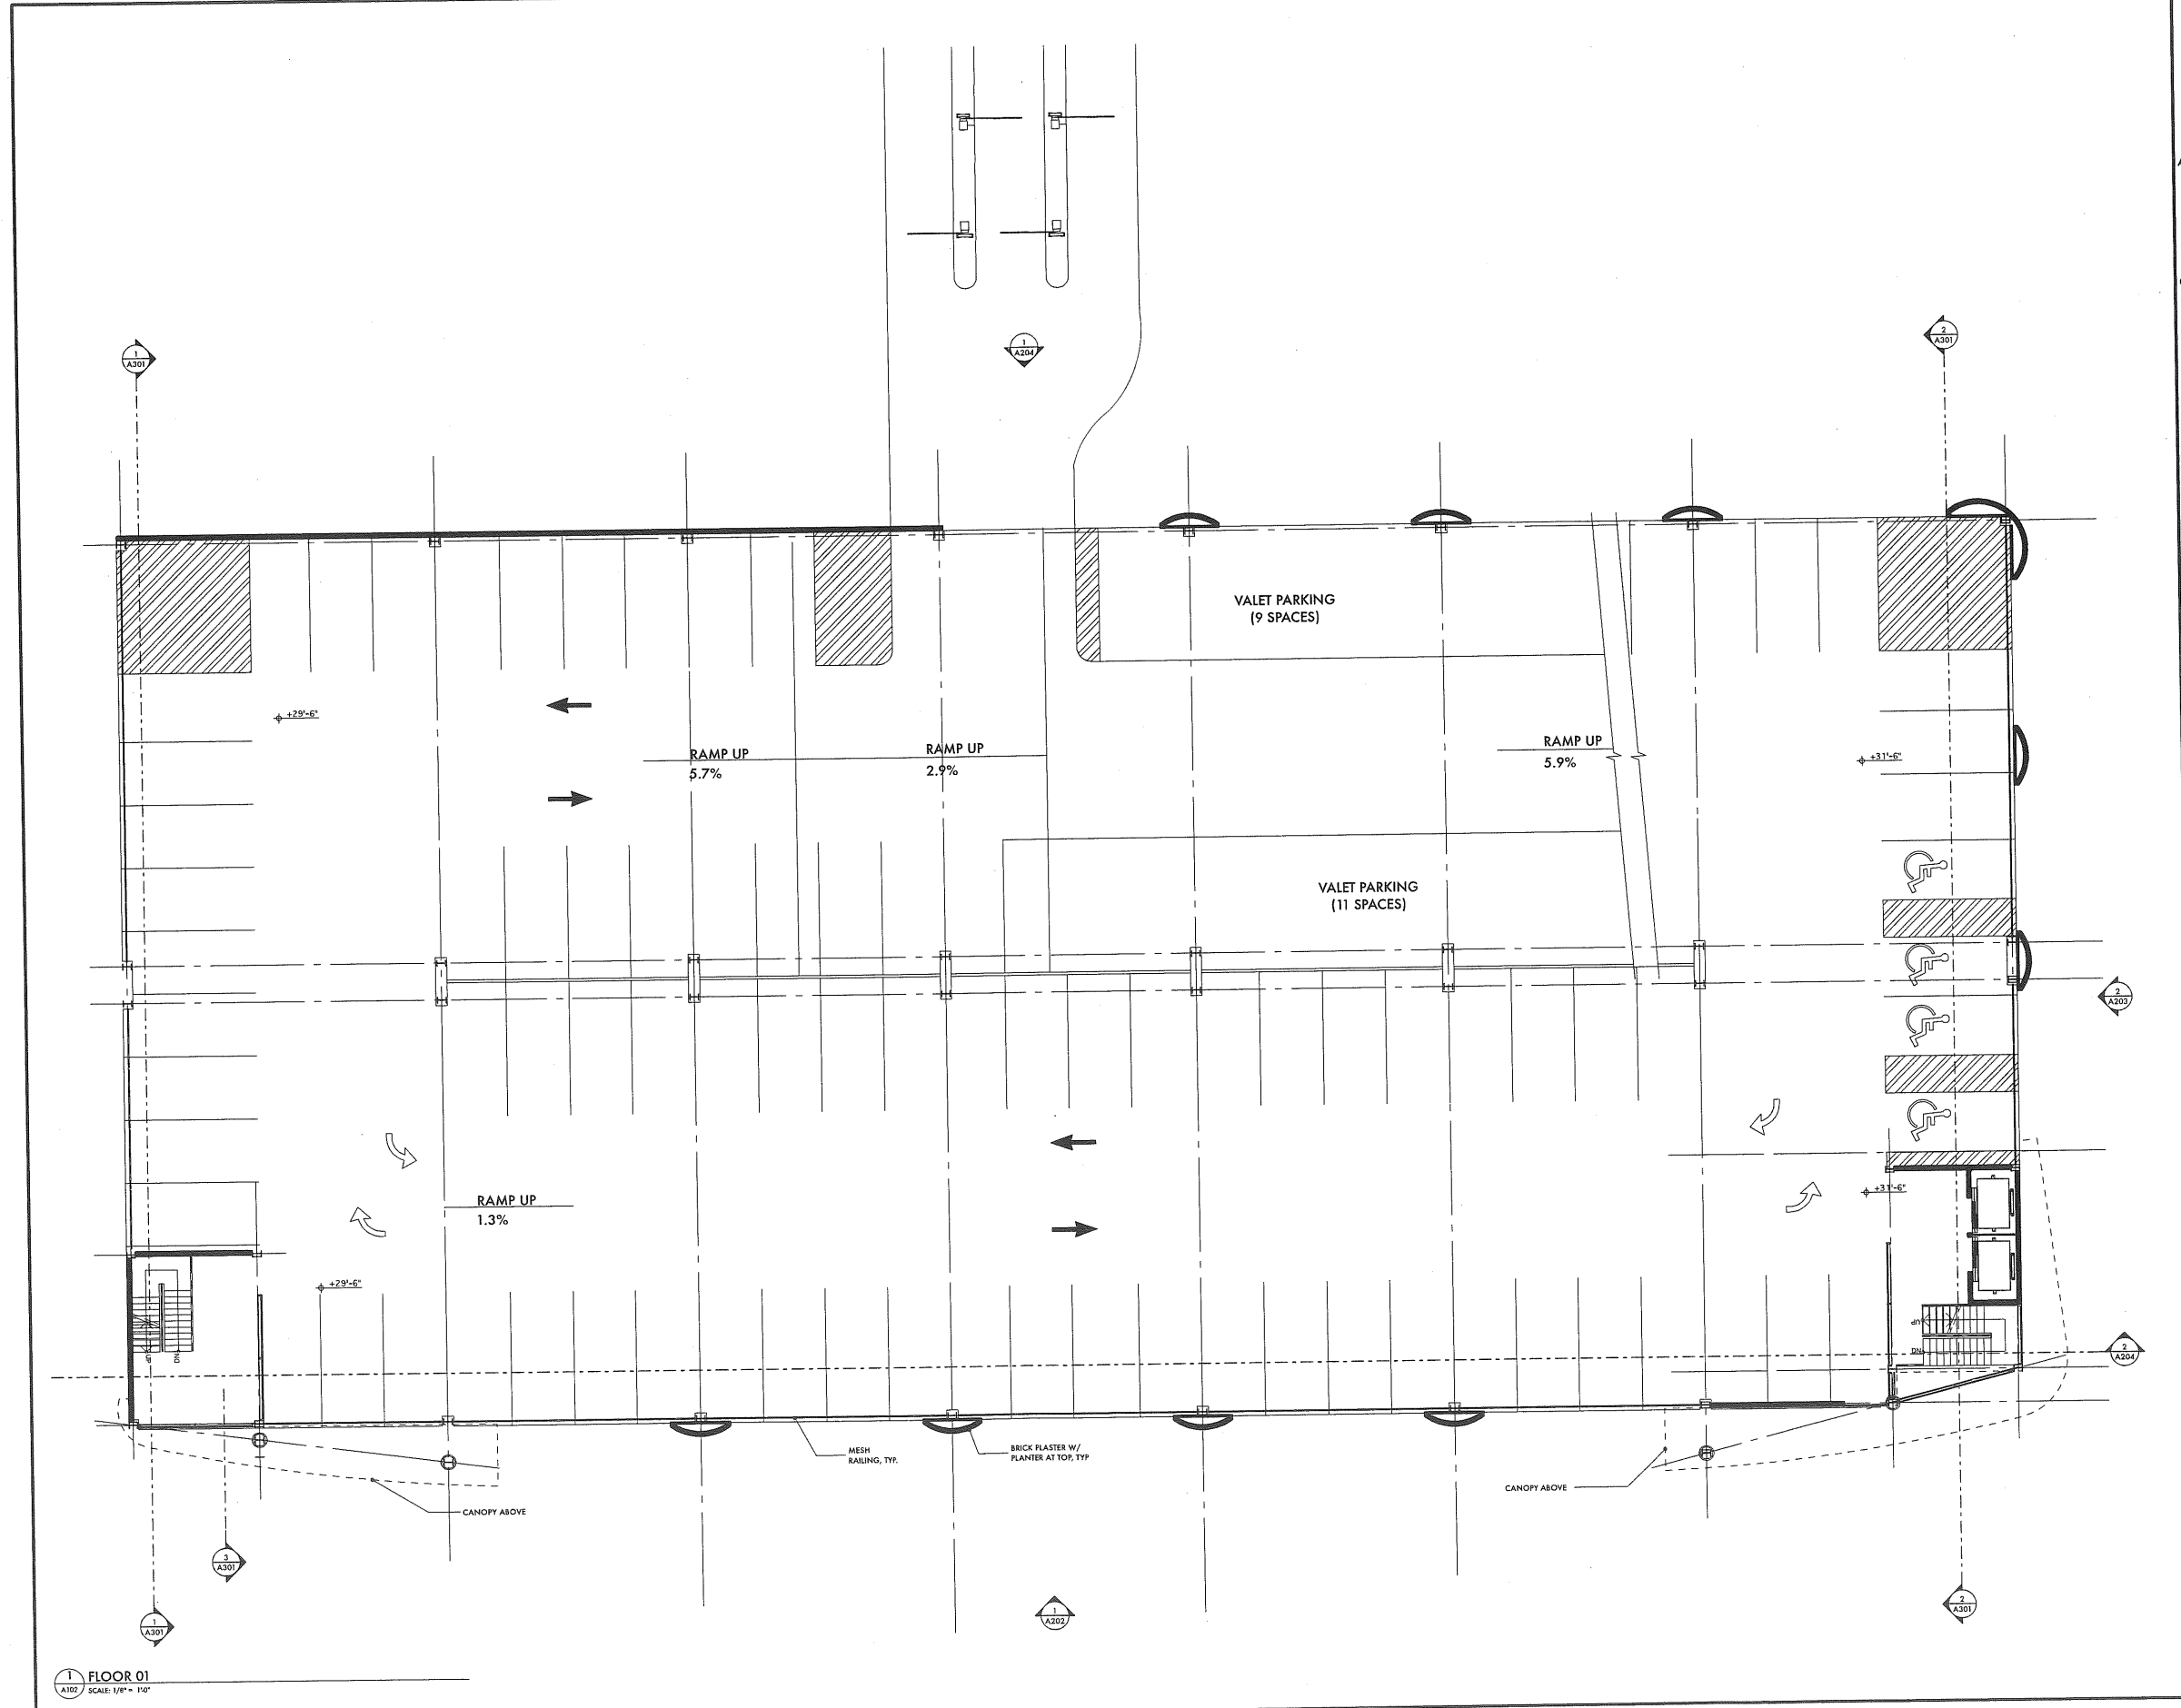 1
A301
1
A204
2
A301
VALET PARKING
(9 SPACES)
+29'-6"
RAMP UP
5.7%
RAMP UP
2.9%
RAMP UP
5.9%
+31'-6"
VALET PARKING
(11 SPACES)
2
A203
RAMP UP
1.3%
+31'-6"
+29'-6"
UP
DN
UP
DN
2
A204
MESH
RAILING, TYP.
BRICK PLASTER W/
PLANTER AT TOP, TYP
CANOPY ABOVE
CANOPY ABOVE
3
A301
1
A301
1
A202
2
A301
1
A102
FLOOR 01
SCALE: 1/8" = 1'0"